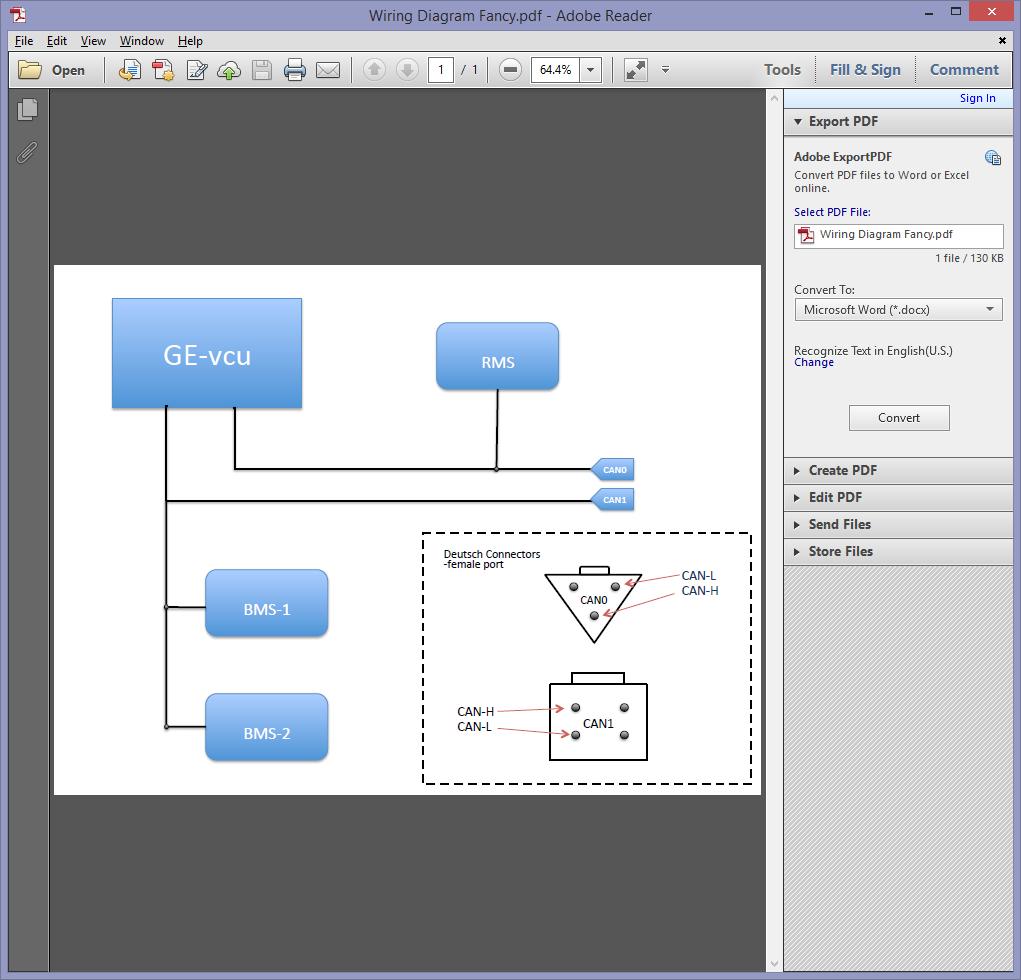 Wiring Diagram Fancy.pdf - Adobe Reader
File Edit View Window Help
Open
1 / 1
64.4%
Tools Fill & Sign Comment
Sign In
Export PDF
Adobe ExportPDF
Convert PDF files to Word or Excel
online.
Select PDF File:
Wiring Diagram Fancy.pdf
1 file / 130 KB
Convert To:
Microsoft Word (*.docx)
Recognize Text in English(U.S.)
Change
Convert
Create PDF
Edit PDF
Send Files
Store Files
GE-vcu
RMS
CAN0
CAN1
BMS-1
BMS-2
Deutsch Connectors
-female port
CAN0
CAN-L
CAN-H
CAN-H
CAN-L
CAN1